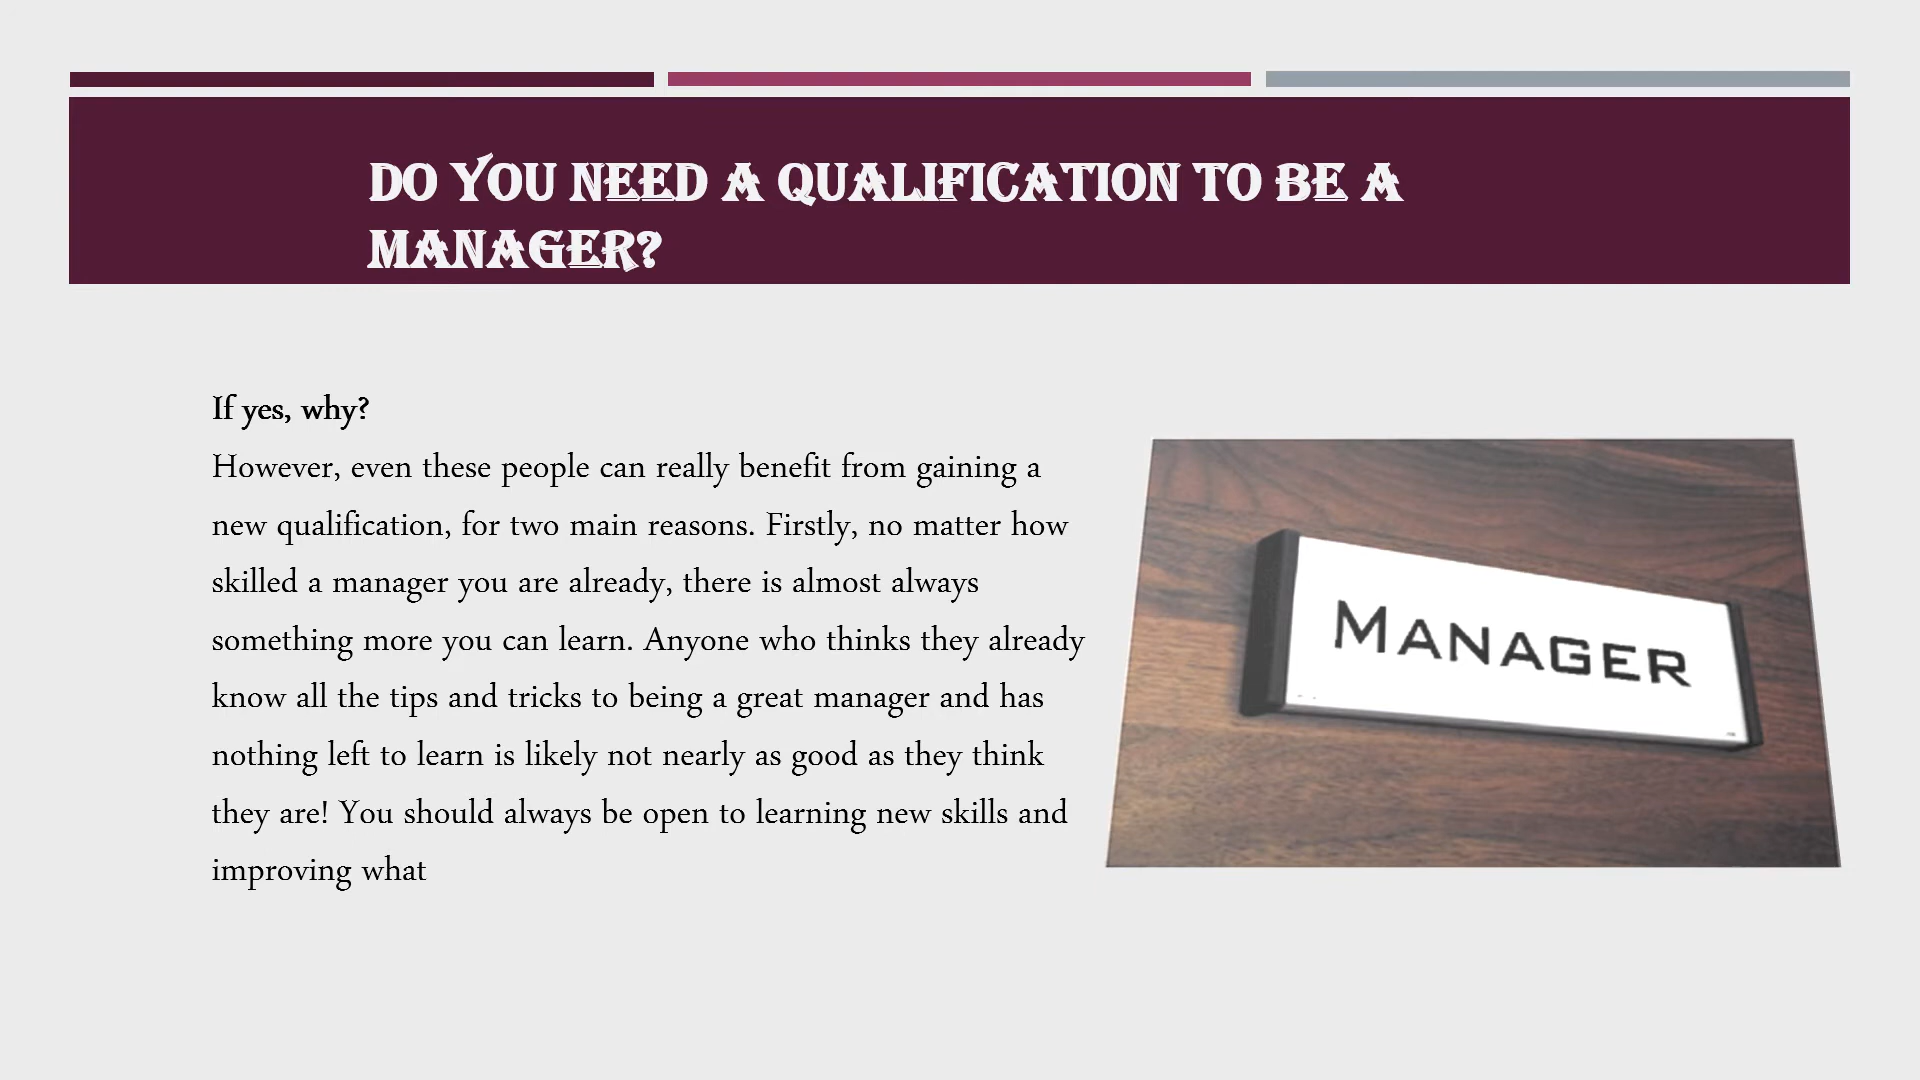 DO YOU NEED A QUALIFICATION TO BE A
MANAGER?
If yes, why?
However, even these people can really benefit from gaining a
new qualification, for two main reasons. Firstly, no matter how
skilled a manager you are already, there is almost always
something more you can learn. Anyone who thinks they already
know all the tips and tricks to being a great manager and has
nothing left to learn is likely not nearly as good as they think
they are! You should always be open to learning new skills and
improving what
MANAGER